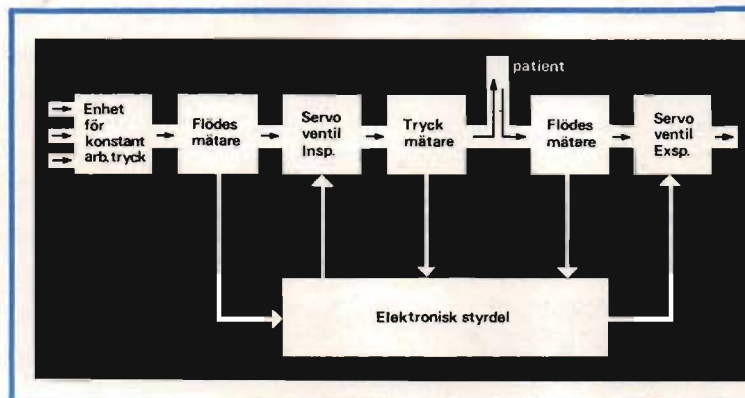 patient
Enhet
för
konstant
arb.tryck
Flödes
mätare
Servo
ventil
Insp.
Tryck
mätare
Flödes
mätare
Servo
ventil
Exsp.
Elektronisk styrdel